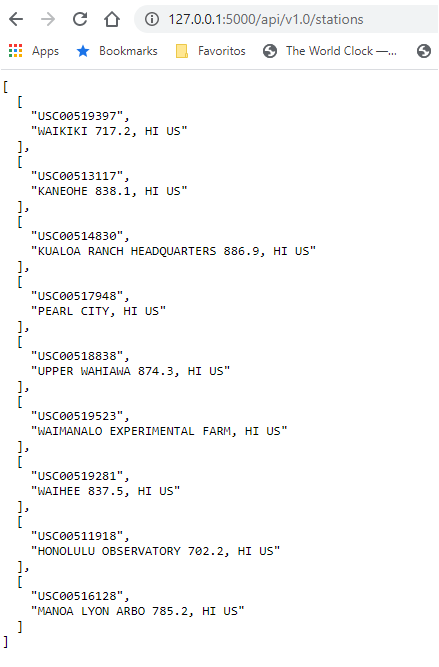 127.0.0.1:5000/api/v1.0/stations
Apps Bookmarks Favoritos The World Clock —...
[
[
"USC00519397",
"WAIKIKI 717.2, HI US"
],
[
"USC00513117",
"KANEOHE 838.1, HI US"
],
[
"USC00514830",
"KUALOA RANCH HEADQUARTERS 886.9, HI US"
],
[
"USC00517948",
"PEARL CITY, HI US"
],
[
"USC00518838",
"UPPER WAHIAWA 874.3, HI US"
],
[
"USC00519523",
"WAIMANALO EXPERIMENTAL FARM, HI US"
],
[
"USC00519281",
"WAIHEE 837.5, HI US"
],
[
"USC00511918",
"HONOLULU OBSERVATORY 702.2, HI US"
],
[
"USC00516128",
"MANOA LYON ARBO 785.2, HI US"
]
]